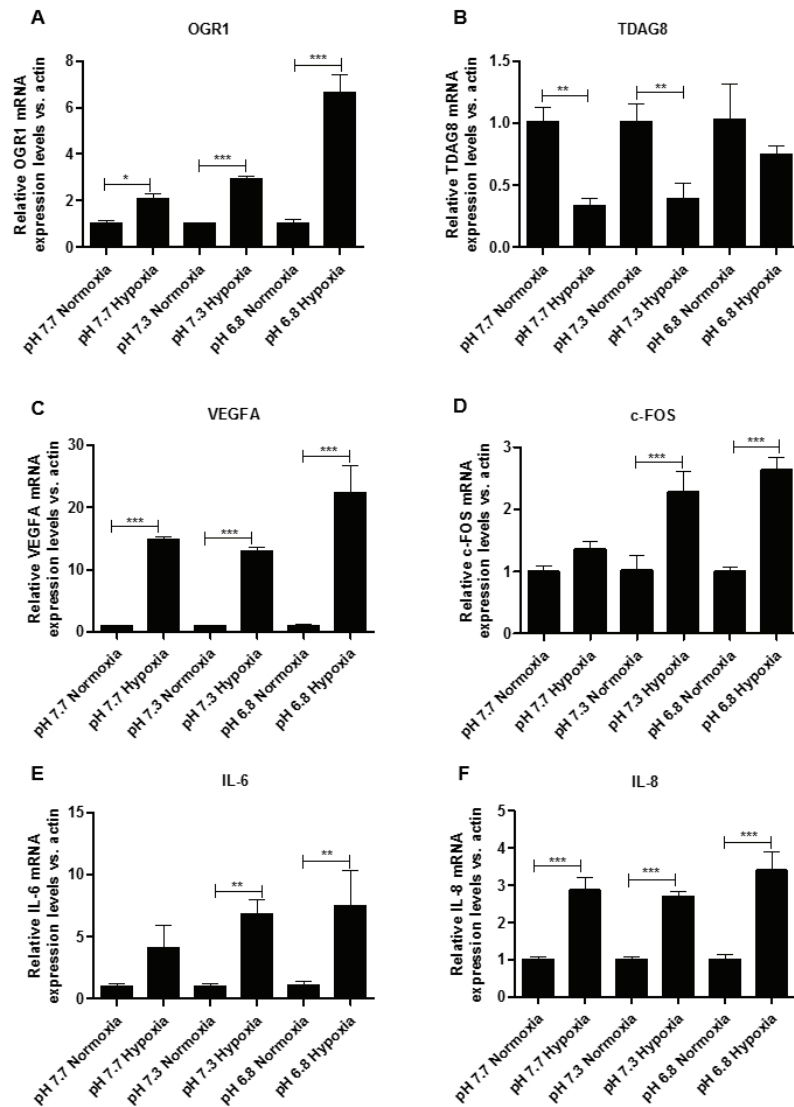 A
OGR1
Relative OGR1 mRNA
expression levels vs. actin
8
6
4
2
0
*
***
***
pH 7.7 Normoxia
pH 7.7 Hypoxia
pH 7.3 Normoxia
pH 7.3 Hypoxia
pH 6.8 Normoxia
pH 6.8 Hypoxia
B
TDAG8
Relative TDAG8 mRNA
expression levels vs. actin
1.5
1.0
0.5
0.0
**
**
pH 7.7 Normoxia
pH 7.7 Hypoxia
pH 7.3 Normoxia
pH 7.3 Hypoxia
pH 6.8 Normoxia
pH 6.8 Hypoxia
C
VEGFA
Relative VEGFA mRNA
expression levels vs. actin
30
20
10
0
***
***
***
pH 7.7 Normoxia
pH 7.7 Hypoxia
pH 7.3 Normoxia
pH 7.3 Hypoxia
pH 6.8 Normoxia
pH 6.8 Hypoxia
D
c-FOS
Relative c-FOS mRNA
expression levels vs. actin
3
2
1
0
***
***
pH 7.7 Normoxia
pH 7.7 Hypoxia
pH 7.3 Normoxia
pH 7.3 Hypoxia
pH 6.8 Normoxia
pH 6.8 Hypoxia
E
IL-6
Relative IL-6 mRNA
expression levels vs. actin
15
10
5
0
**
**
pH 7.7 Normoxia
pH 7.7 Hypoxia
pH 7.3 Normoxia
pH 7.3 Hypoxia
pH 6.8 Normoxia
pH 6.8 Hypoxia
F
IL-8
Relative IL-8 mRNA
expression levels vs. actin
5
4
3
2
1
0
***
***
***
pH 7.7 Normoxia
pH 7.7 Hypoxia
pH 7.3 Normoxia
pH 7.3 Hypoxia
pH 6.8 Normoxia
pH 6.8 Hypoxia